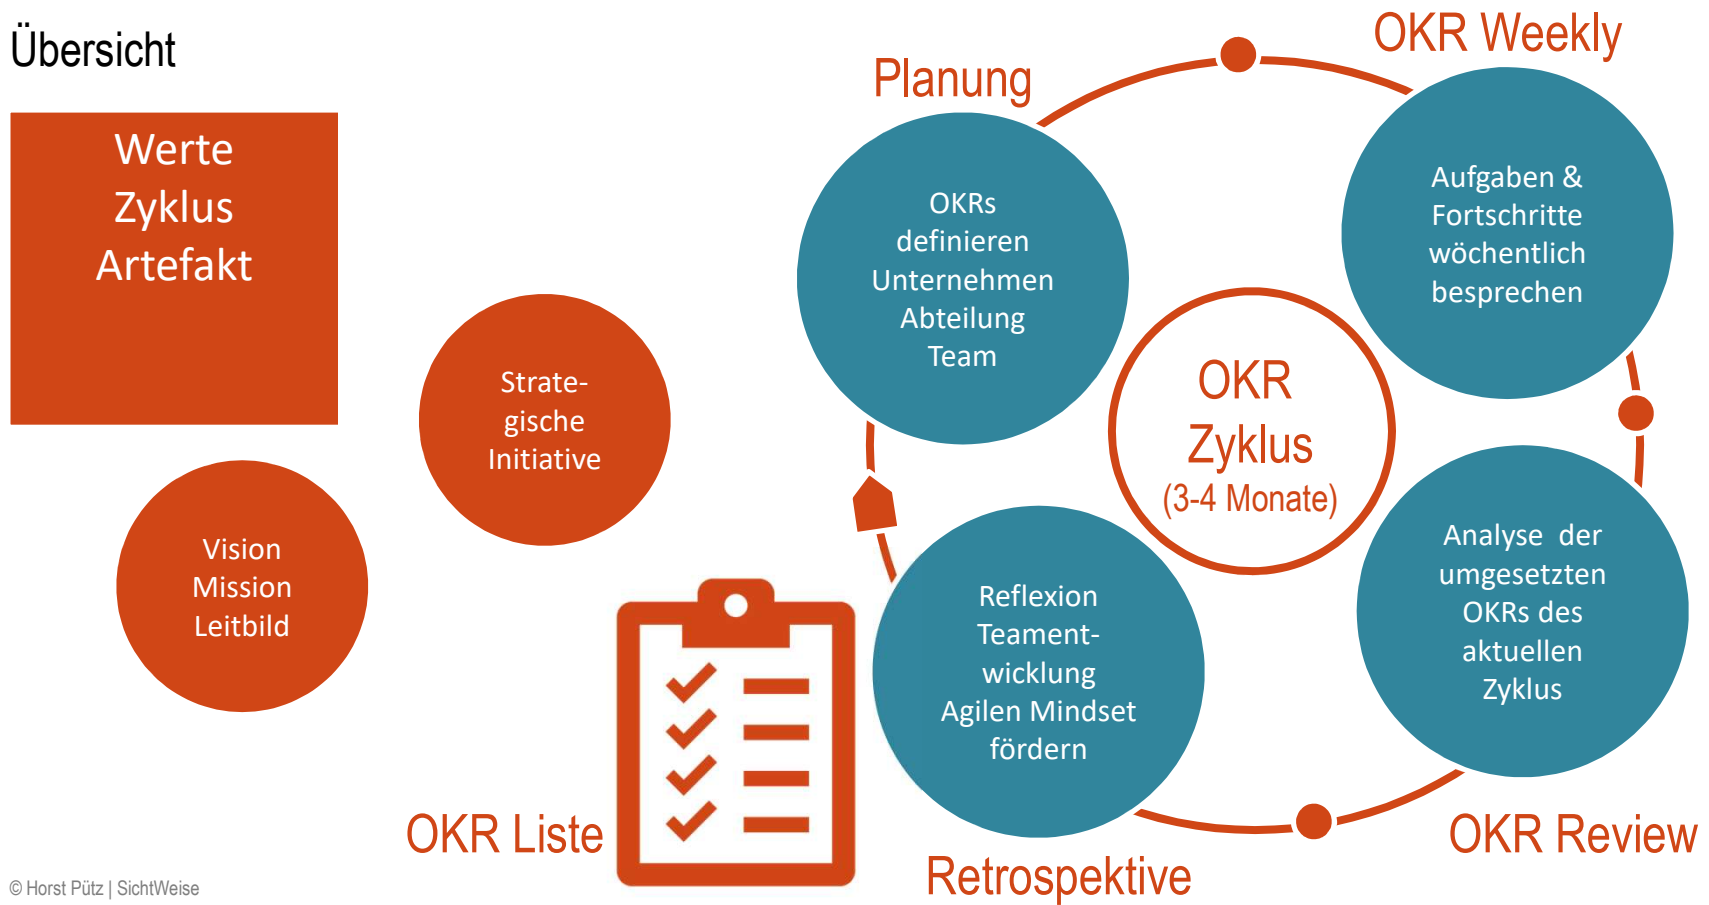 Übersicht
Werte
Zyklus
Artefakt
Vision
Mission
Leitbild
Strate-
gische
Initiative
OKR Liste
Planung
OKRs
definieren
Unternehmen
Abteilung
Team
OKR Weekly
Aufgaben &
Fortschritte
wöchentlich
besprechen
OKR
Zyklus
(3-4 Monate)
Analyse der
umgesetzten
OKRs des
aktuellen
Zyklus
OKR Review
Reflexion
Teament-
wicklung
Agilen Mindset
fördern
Retrospektive
© Horst Pütz | SichtWeise